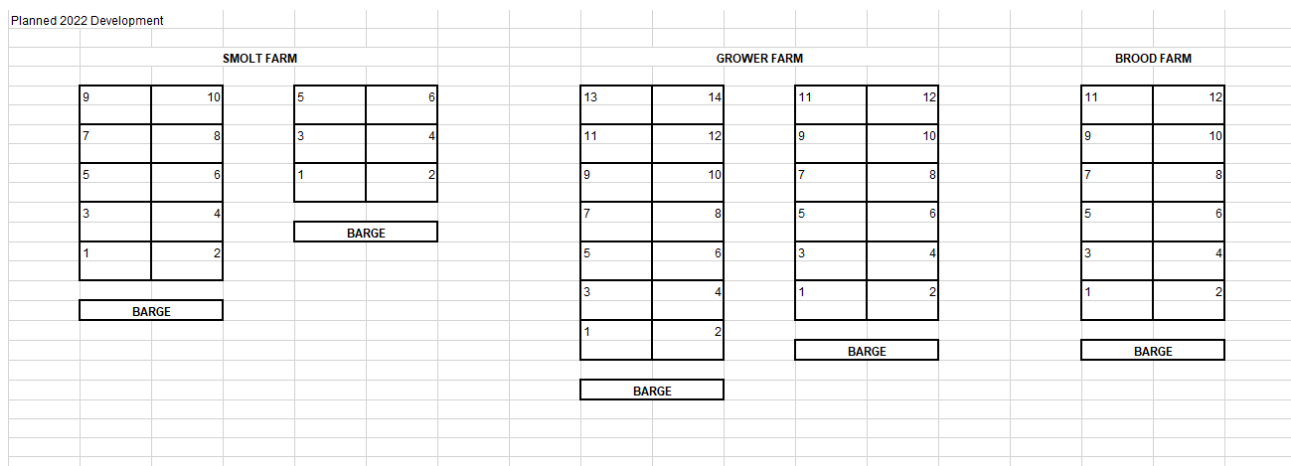 Planned 2022 Development
SMOLT FARM GROWER FARM BROOD FARM
9 10 5 6 13 14 11 12 11 12
7 8 3 4 11 12 9 10 9 10
5 6 1 2 9 10 7 8 7 8
3 4 7 8 5 6 5 6
BARGE
1 2 5 6 3 4 3 4
3 4 1 2 1 2
BARGE
1 2
BARGE BARGE
BARGE